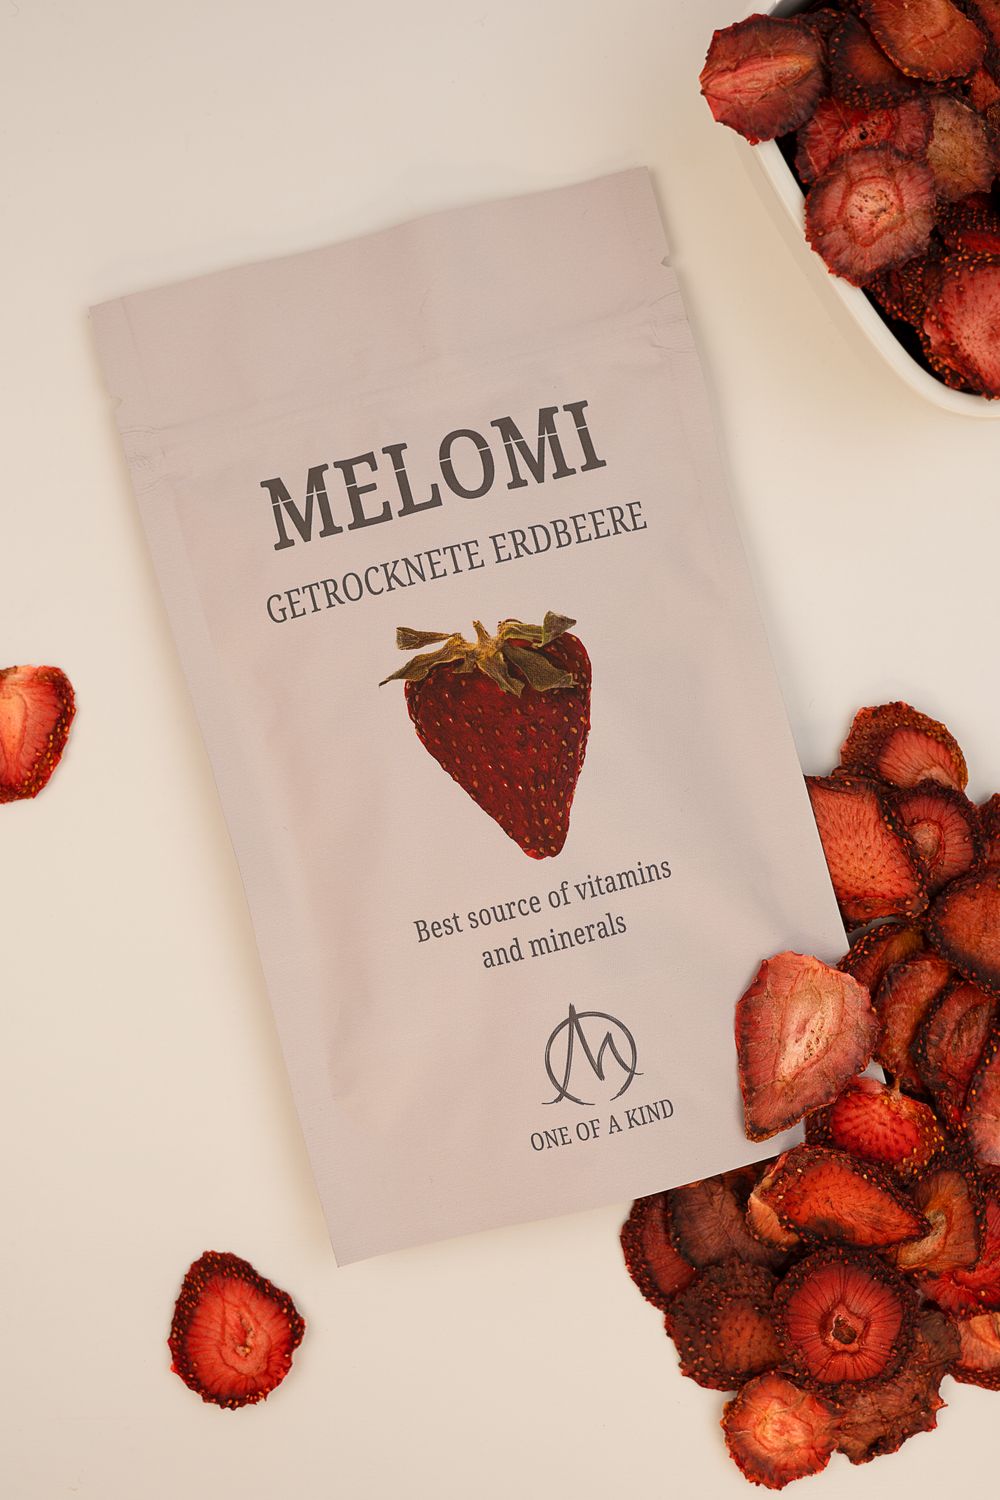 MELOMI
GETROCKNETE ERDBEERE
Best source of vitamins
and minerals
ONE OF A KIND